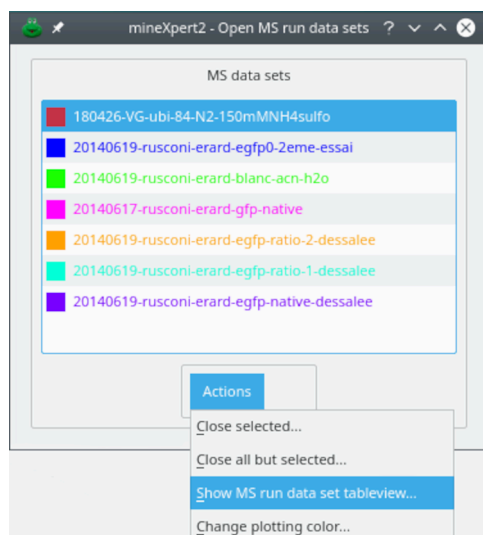 mineXpert2 - Open MS run data sets ?
MS data sets
180426-VG-ubi-84-N2-150mMNH4sulfo
20140619-rusconi-erard-egfp0-2eme-essai
20140619-rusconi-erard-blanc-acn-h2o
20140617-rusconi-erard-gfp-native
20140619-rusconi-erard-egfp-ratio-2-dessalee
20140619-rusconi-erard-egfp-ratio-1-dessalee
20140619-rusconi-erard-egfp-native-dessalee
Actions
Close selected...
Close all but selected...
Show MS run data set tableview...
Change plotting color...